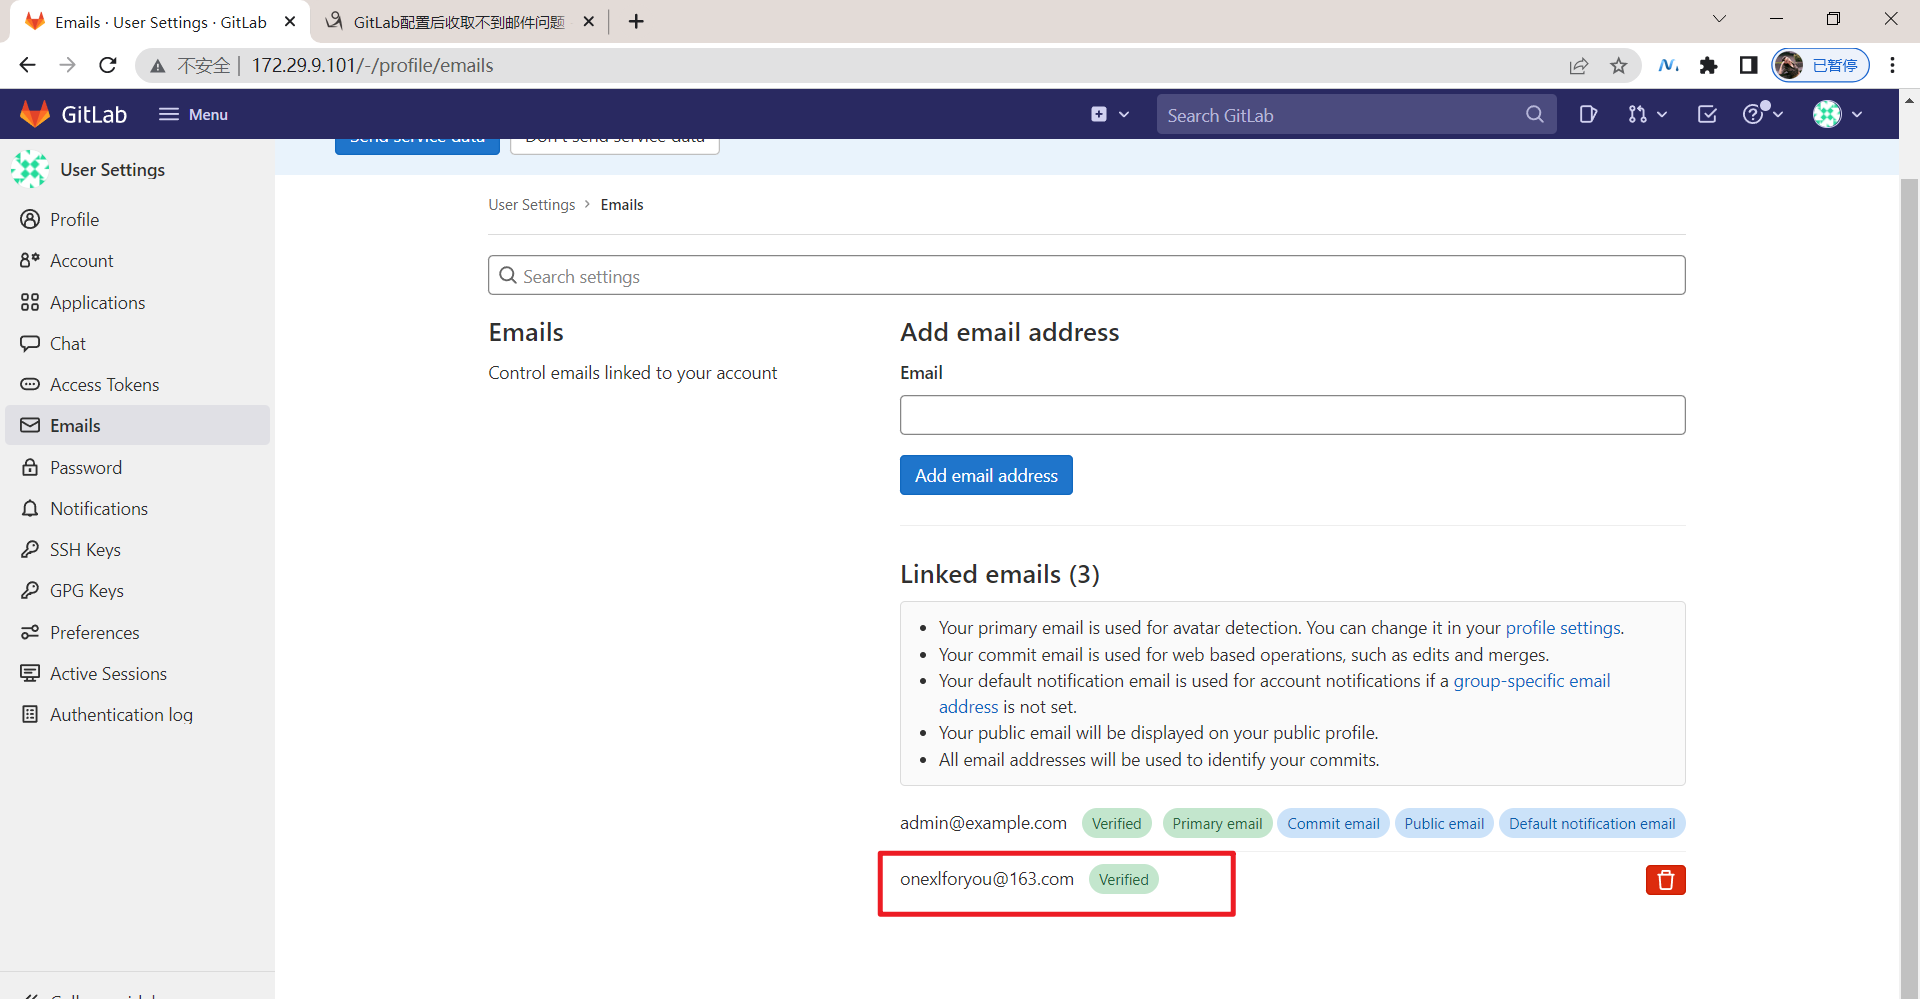 Emails · User Settings · GitLab
GitLab配置后收取不到邮件问题
不安全 | 172.29.9.101/-/profile/emails
已暂停
GitLab
Menu
Search GitLab
Send service data
Don't send service data
User Settings
Profile
Account
Applications
Chat
Access Tokens
Emails
Password
Notifications
SSH Keys
GPG Keys
Preferences
Active Sessions
Authentication log
User Settings > Emails
Search settings
Emails
Control emails linked to your account
Add email address
Email
Add email address
Linked emails (3)
• Your primary email is used for avatar detection. You can change it in your profile settings.
• Your commit email is used for web based operations, such as edits and merges.
• Your default notification email is used for account notifications if a group-specific email
address is not set.
• Your public email will be displayed on your public profile.
• All email addresses will be used to identify your commits.
admin@example.com Verified Primary email Commit email Public email Default notification email
onexlforyou@163.com Verified